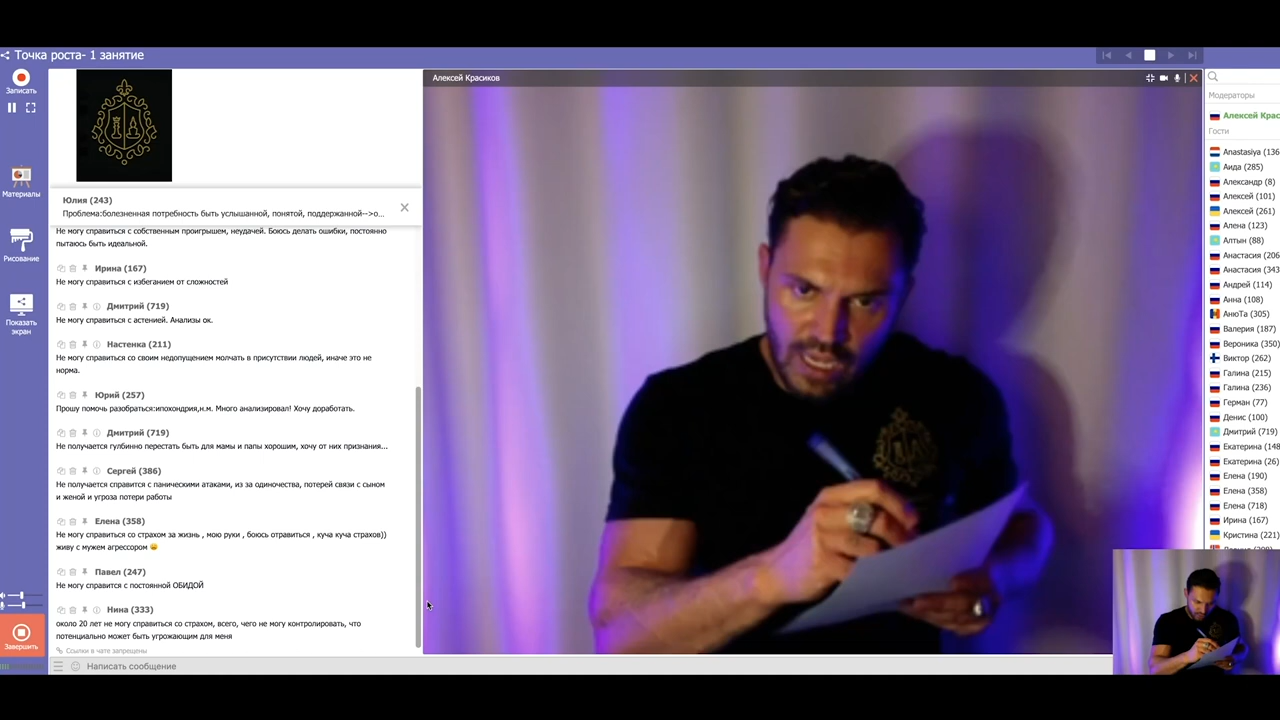 Точка роста- 1 занятие
Записать
Материалы
Рисование
Показать
экран
Завершить
Юлия (243)
Проблема:болезненная потребность быть услышанной, понятой, поддержанной-->о...
Не могу справиться с собственным проигрышем, неудачей. Боюсь делать ошибки, постоянно
пытаюсь быть идеальной.
Ирина (167)
Не могу справиться с избеганием от сложностей
Дмитрий (719)
Не могу справиться с астенией. Анализы ок.
Настенка (211)
Не могу справиться со своим недопущением молчать в присутствии людей, иначе это не
норма.
Юрий (257)
Прошу помочь разобраться:ипохондрия,н.м. Много анализировал! Хочу доработать.
Дмитрий (719)
Не получается гулбинно перестать быть для мамы и папы хорошим, хочу от них признания...
Сергей (386)
Не получается справится с паническими атаками, из за одиночества, потерей связи с сыном
и женой и угроза потери работы
Елена (358)
Не могу справиться со страхом за жизнь , мою руки , боюсь отравиться , куча куча страхов))
живу с мужем агрессором 😄
Павел (247)
Не могу справится с постоянной ОБИДОЙ
Нина (333)
около 20 лет не могу справиться со страхом, всего, чего не могу контролировать, что
потенциально может быть угрожающим для меня
Ссылки в чате запрещены
Написать сообщение
Алексей Красиков
Модераторы
Алексей Крас
Гости
Anastasiya (136
Аида (285)
Александр (8)
Алексей (101)
Алексей (261)
Алена (123)
Алтын (88)
Анастасия (206
Анастасия (343
Андрей (114)
Анна (108)
АнюТа (305)
Валерия (187)
Вероника (350)
Виктор (262)
Галина (215)
Галина (236)
Герман (77)
Денис (100)
Дмитрий (719)
Екатерина (148
Екатерина (26)
Елена (190)
Елена (358)
Елена (718)
Ирина (167)
Кристина (221)